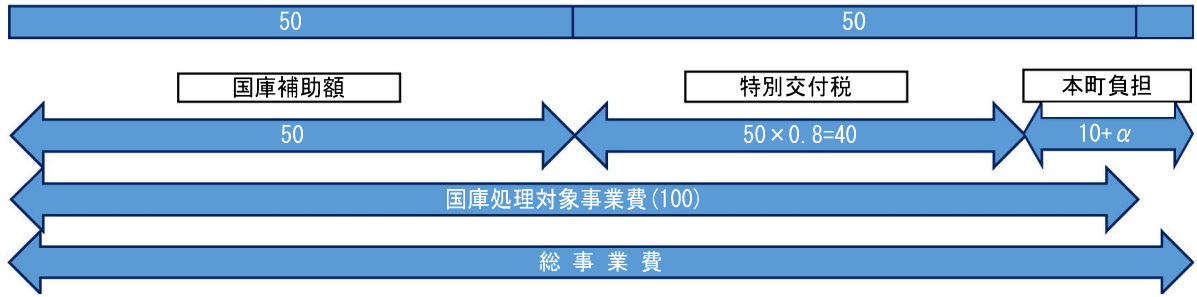 50 50
国庫補助額 特別交付税 本町負担
50 50×0.8=40 10+α
国庫処理対象事業費(100)
総事業費